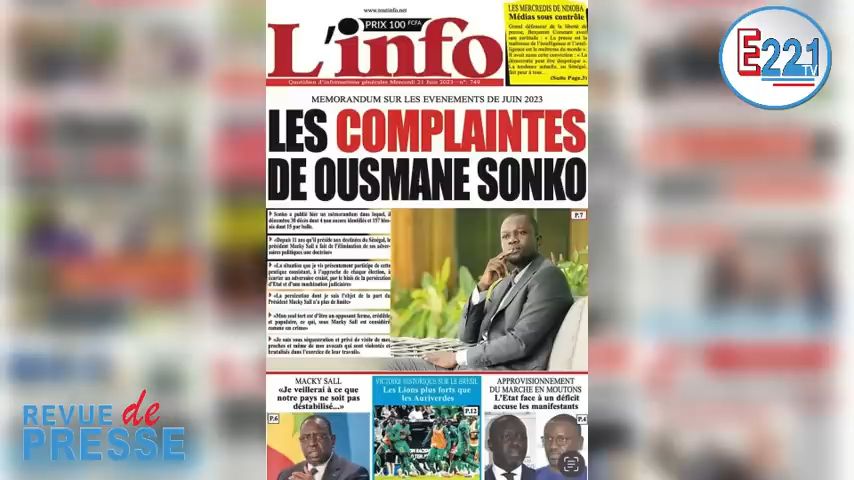 www.toutinfo.net
PRIX 100 FCFA
L'info
Quotidien d'informations générales Mercredi 21 Juin 2023 - n°: 749
LES MERCREDIS DE NDIOBA
Médias sous contrôle
Grand défenseur de la liberté de
presse, Benjamin Constant avait
une certitude : « La presse est la
maîtresse de l'intelligence et l'intel-
ligence est la maîtresse du monde ».
Il avait aussi cette conviction : « La
démocratie peut être despotique ».
La tendance actuelle, au Sénégal,
fait peur à tous...
(Suite Page.3)
E221
TV
MEMORANDUM SUR LES EVENEMENTS DE JUIN 2023
LES COMPLAINTES
DE OUSMANE SONKO
P.7
Sonko a publié hier un mémorandum dans lequel, il
dénombre 30 décès dont 4 non encore identifiés et 357 bles-
sés dont 15 par balle.
«Depuis 11 ans qu'il préside aux destinées du Sénégal, le
président Macky Sall a fait de l'élimination de ses adver-
saires politiques une doctrine»
«La situation que je vis présentement participe de cette
pratique consistant, à l'approche de chaque élection, à
écarter un adversaire craint, par le biais de la persécution
d'Etat et d'une machination judiciaire»
«La persécution dont je suis l'objet de la part du
Président Macky Sall n'a plus de limite»
«Mon seul tort est d'être un opposant ferme, crédible
et populaire, ce qui, sous Macky Sall est considéré
comme un crime»
«Je suis sous séquestration et privé de visite de mes
proches et même de mes avocats qui sont violentés et
brutalisés dans l'exercice de leur travail».
MACKY SALL
«Je veillerai à ce que
notre pays ne soit pas
déstabilisé...»
P.6
VICTOIRE HISTORIQUE SUR LE BRESIL
Les Lions plus forts que
les Auriverdes
P.12
APPROVISIONNEMENT
DU MARCHE EN MOUTONS
L'Etat face à un déficit
accuse les manifestants
P.4
REVUE de
PRESSE